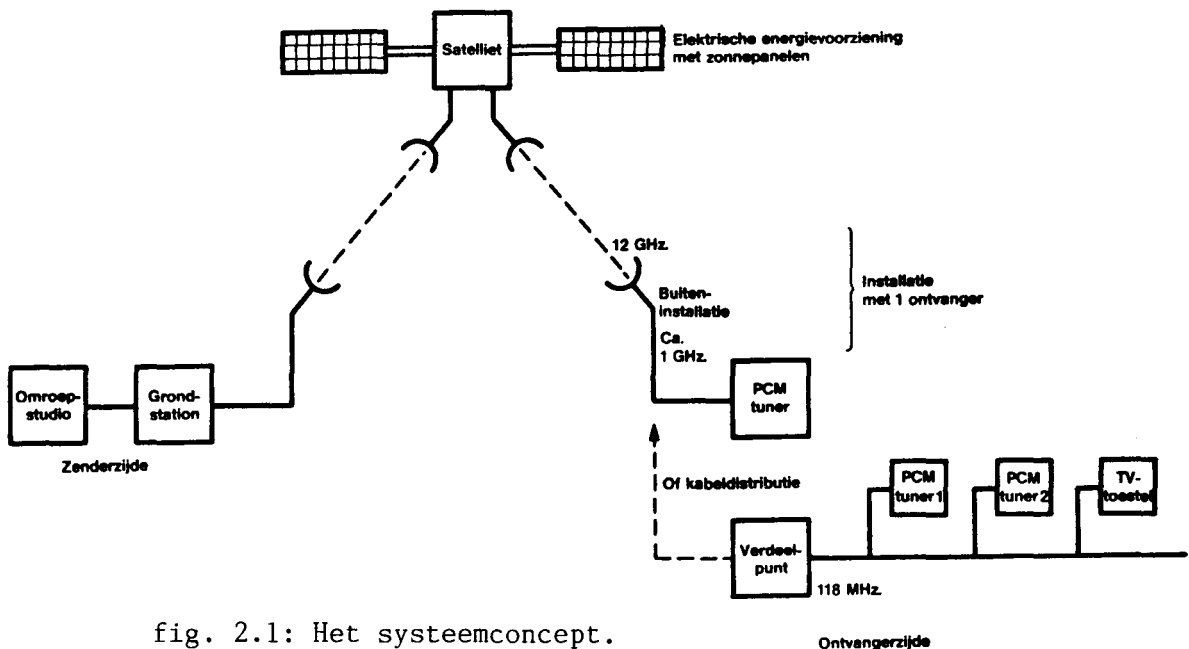 Satelliet
Elektrische energievoorziening
met zonnepanelen
12 GHz.
Buiten-
installatie
Ca.
1 GHz.
Installatie
met 1 ontvanger
Omroep-
studio
Grond-
station
PCM
tuner
Zenderzijde
Of kabeldistributie
PCM
tuner 1
PCM
tuner 2
TV-
toestel
Verdeel-
punt
118 MHz.
fig. 2.1: Het systeemconcept.
Ontvangerzijde